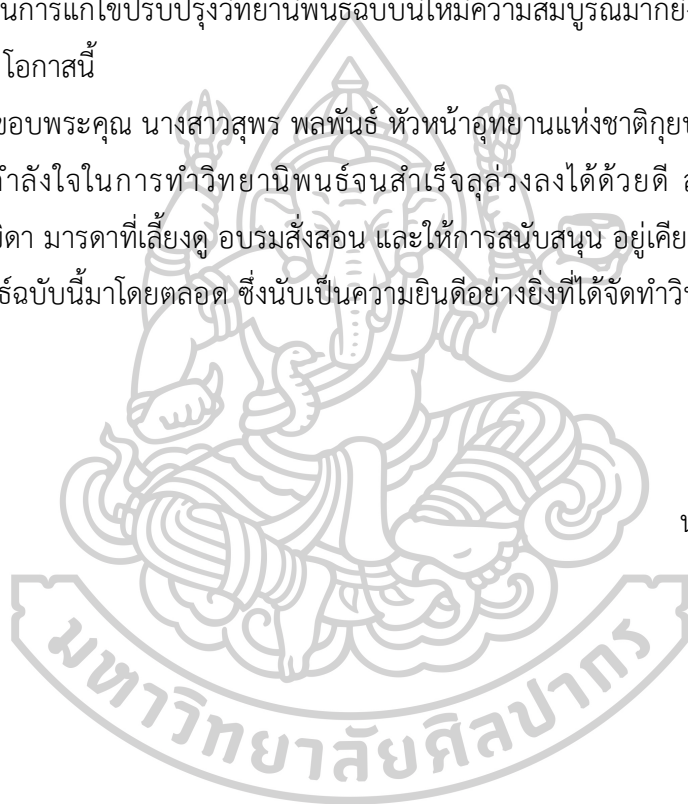 นการแก้ไขปรับปรุงวิทยานิพนธ์ฉบับนี้ให้มีความสมบูรณ์มากยิ
โอกาสนี้
ขอบพระคุณ นางสาวสุพร พลพันธ์ หัวหน้าอุทยานแห่งชาติกุยบ
กำลังใจในการทำวิทยานิพนธ์จนสำเร็จลุล่วงลงได้ด้วยดี
ิดา มารดาที่เลี้ยงดู อบรมสั่งสอน และให้การสนับสนุน อยู่เคีย
ธ์ฉบับนี้มาโดยตลอด ซึ่งนับเป็นความยินดีอย่างยิ่งที่ได้จัดทำวิ
มหาวิทยาลัยศิลปากร